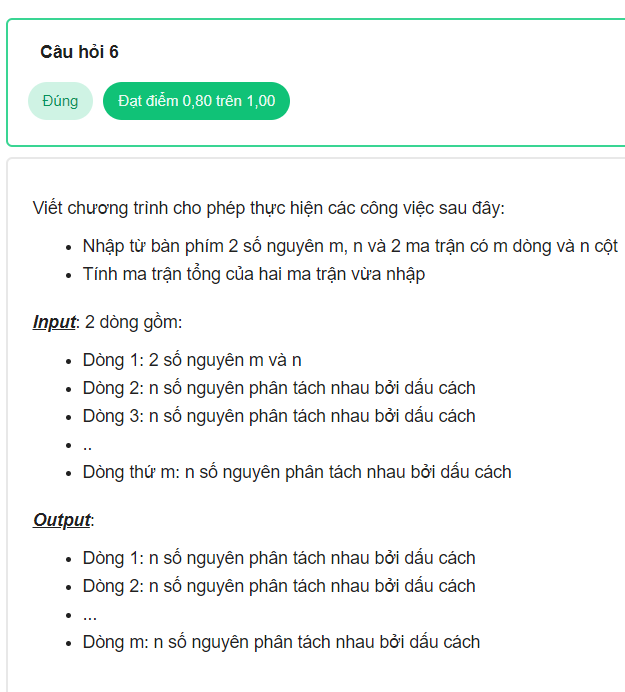 Câu hỏi 6
Đúng
Đạt điểm 0,80 trên 1,00
Viết chương trình cho phép thực hiện các công việc sau đây:
• Nhập từ bàn phím 2 số nguyên m, n và 2 ma trận có m dòng và n cột
• Tính ma trận tổng của hai ma trận vừa nhập
Input: 2 dòng gồm:
• Dòng 1: 2 số nguyên m và n
• Dòng 2: n số nguyên phân tách nhau bởi dấu cách
• Dòng 3: n số nguyên phân tách nhau bởi dấu cách
• ..
• Dòng thứ m: n số nguyên phân tách nhau bởi dấu cách
Output:
• Dòng 1: n số nguyên phân tách nhau bởi dấu cách
• Dòng 2: n số nguyên phân tách nhau bởi dấu cách
• ...
• Dòng m: n số nguyên phân tách nhau bởi dấu cách